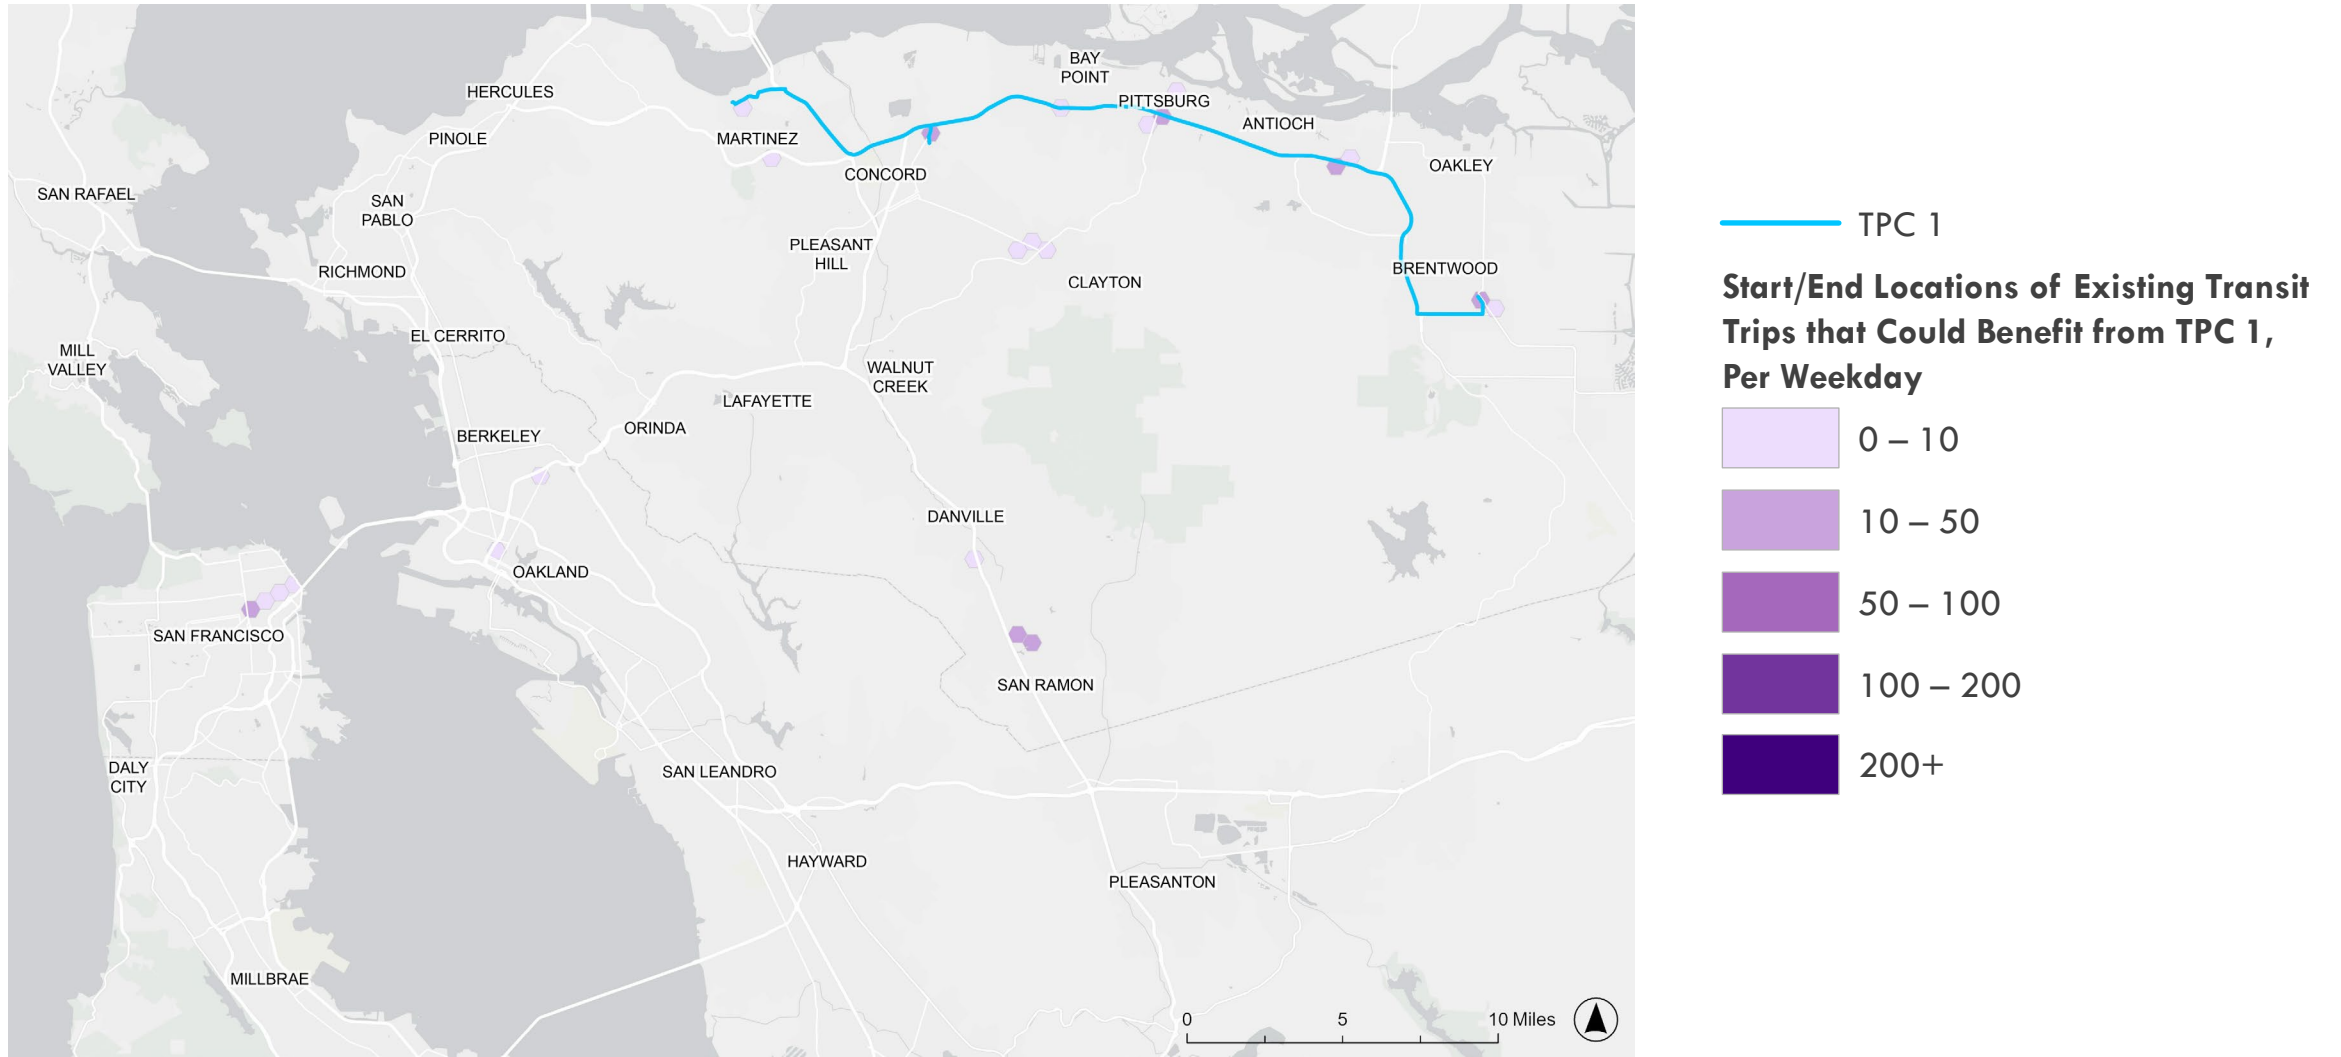 BAY
POINT
HERCULES
PITTSBURG
ANTIOCH
PINOLE
MARTINEZ
OAKLEY
CONCORD
SAN RAFAEL
SAN
PABLO
PLEASANT
HILL
RICHMOND
BRENTWOOD
CLAYTON
EL CERRITO
MILL
VALLEY
WALNUT
CREEK
LAFAYETTE
ORINDA
BERKELEY
DANVILLE
OAKLAND
SAN FRANCISCO
SAN RAMON
DALY
CITY
SAN LEANDRO
HAYWARD
PLEASANTON
MILLBRAE
0 5 10 Miles
TPC 1
Start/End Locations of Existing Transit
Trips that Could Benefit from TPC 1,
Per Weekday
0 – 10
10 – 50
50 – 100
100 – 200
200+